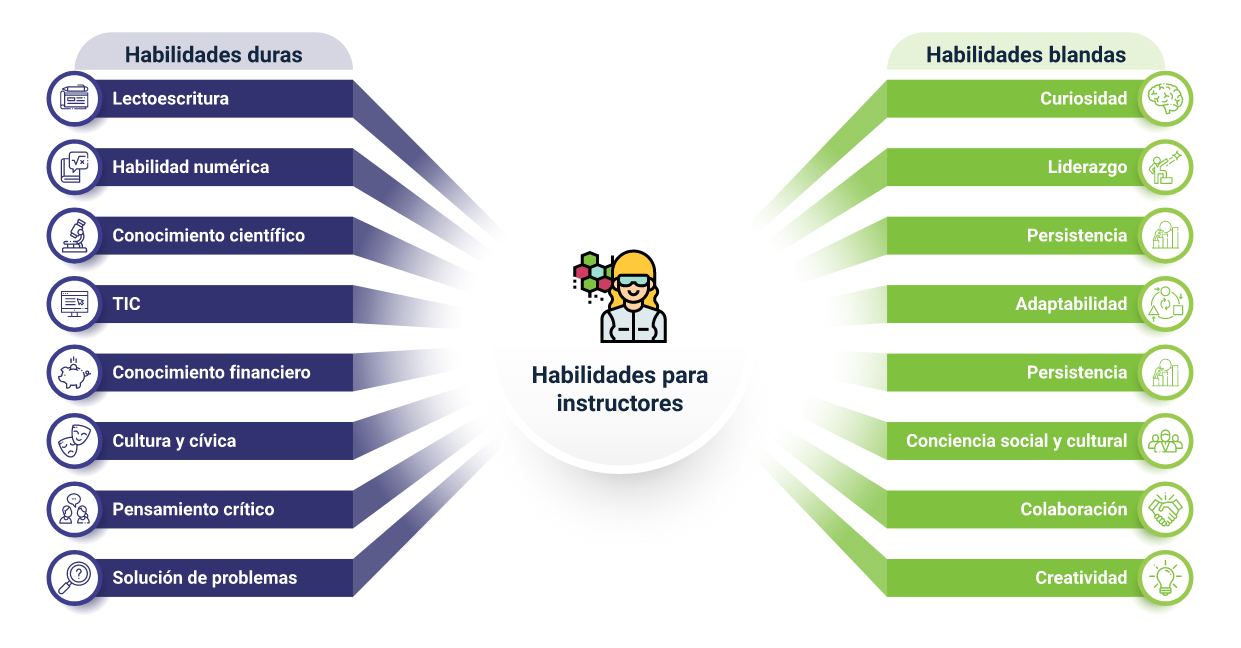 Habilidades duras
Lectoescritura
Habilidad numérica
Conocimiento científico
TIC
Conocimiento financiero
Cultura y cívica
Pensamiento crítico
Solución de problemas
Habilidades para
instructores
Habilidades blandas
Curiosidad
Liderazgo
Persistencia
Adaptabilidad
Persistencia
Conciencia social y cultural
Colaboración
Creatividad